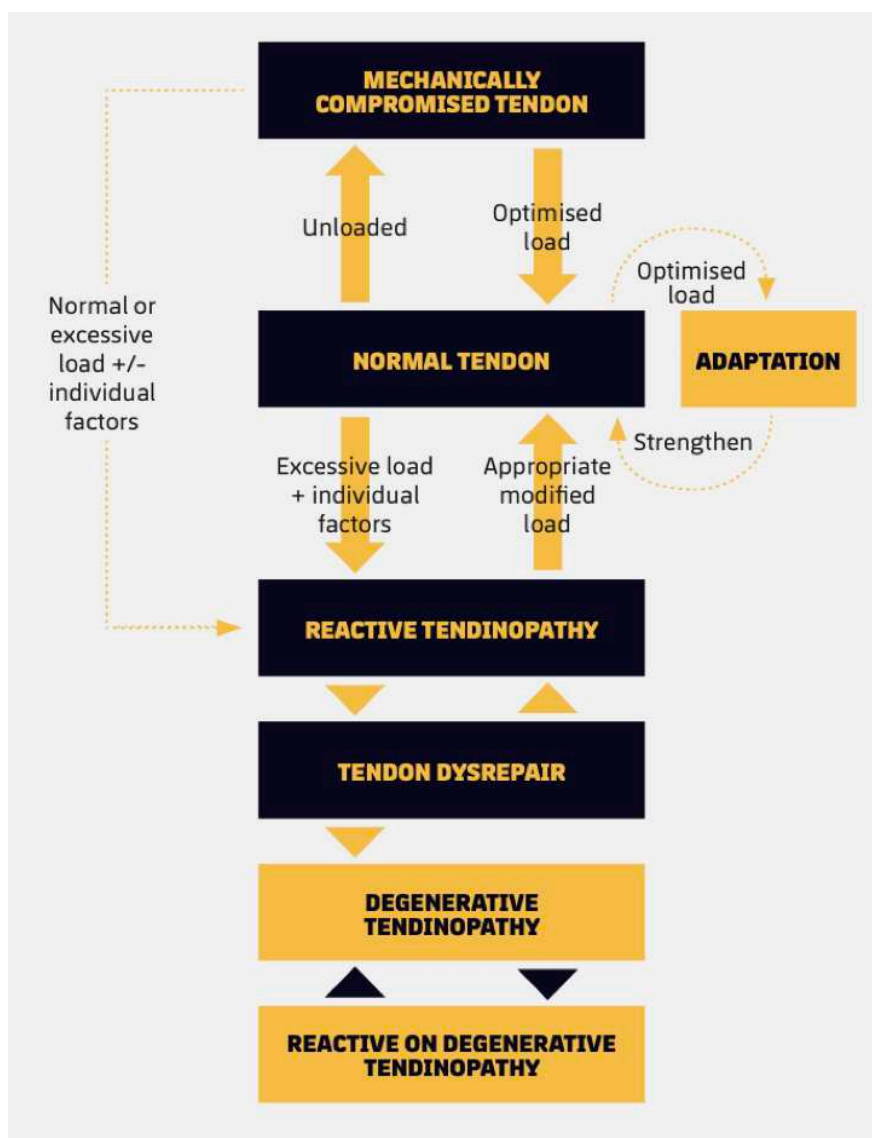 MECHANICALLY
COMPROMISED TENDON
Unloaded
Optimised
load
Optimised
load
Normal or
excessive
load +/-
individual
factors
NORMAL TENDON
ADAPTATION
Strengthen
Excessive load
+ individual
factors
Appropriate
modified
load
REACTIVE TENDINOPATHY
TENDON DYSREPAIR
DEGENERATIVE
TENDINOPATHY
REACTIVE ON DEGENERATIVE
TENDINOPATHY